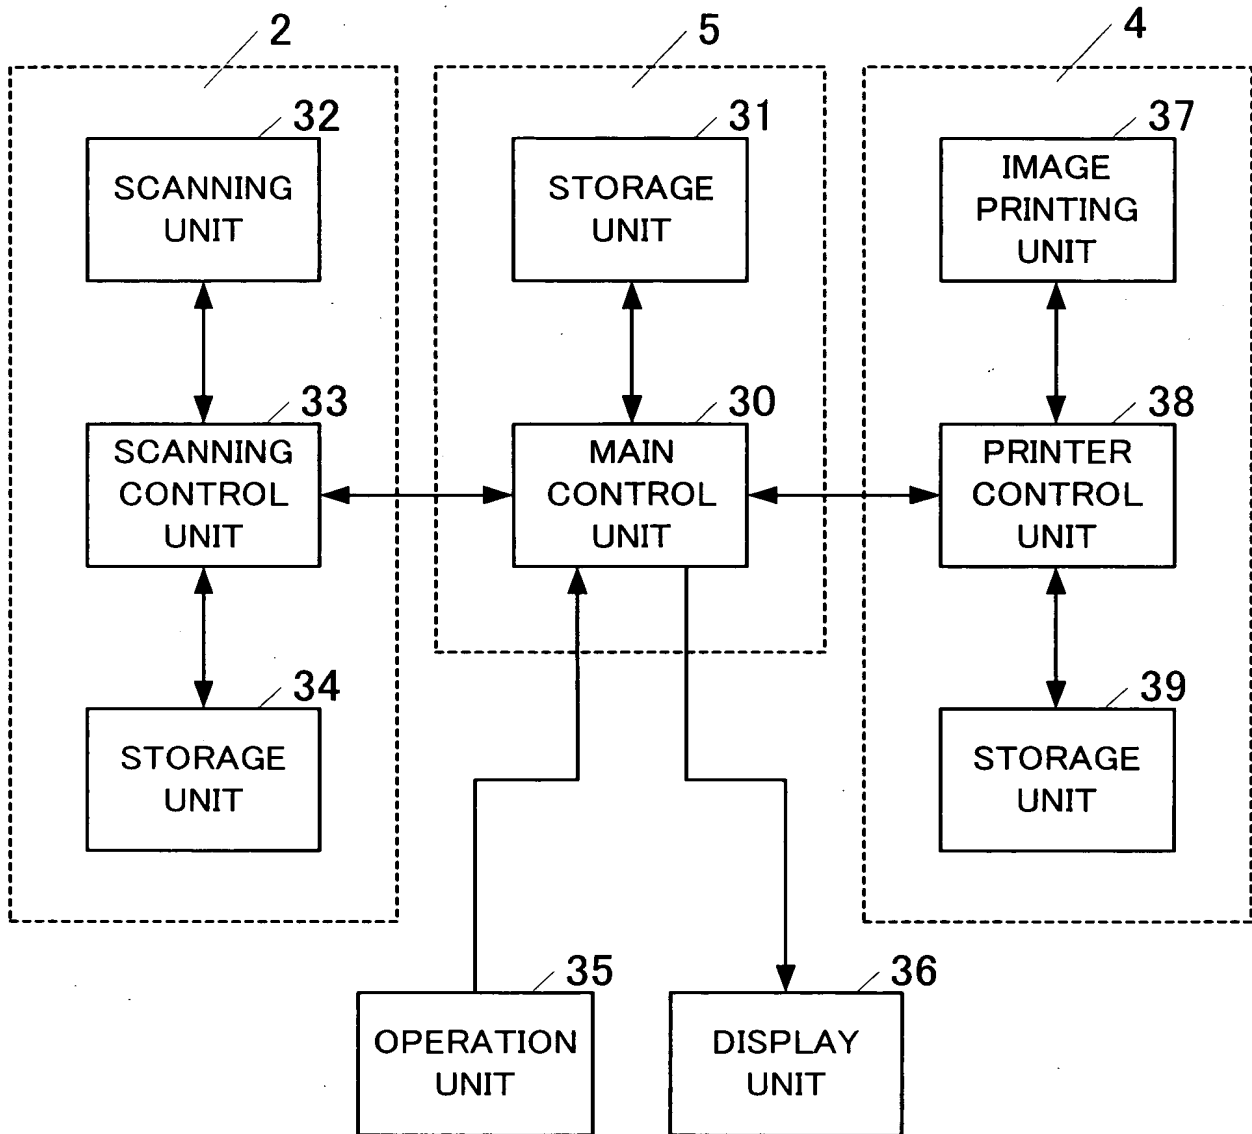 2
5
4
32
SCANNING
UNIT
31
STORAGE
UNIT
37
IMAGE
PRINTING
UNIT
33
SCANNING
CONTROL
UNIT
30
MAIN
CONTROL
UNIT
38
PRINTER
CONTROL
UNIT
34
STORAGE
UNIT
39
STORAGE
UNIT
35
OPERATION
UNIT
36
DISPLAY
UNIT